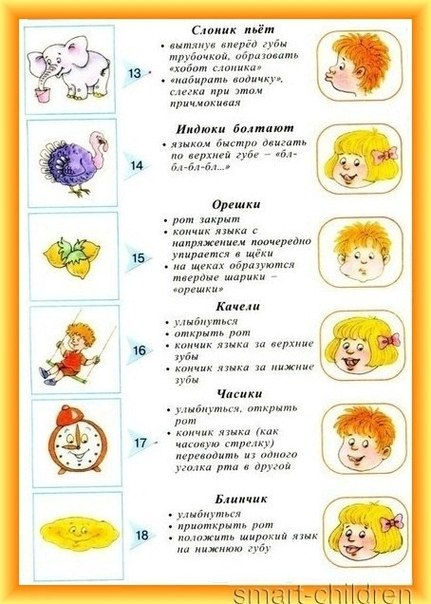 Слоник пьёт
13
• вытянув вперёд губы
трубочкой, образовать
«хобот слоника»
• «набирать водичку»,
слегка при этом
причмокивая
Индюки болтают
14
• языком быстро двигать
по верхней губе – «бл-
бл-бл-бл...»
Орешки
15
• рот закрыт
• кончик языка с
напряжением поочередно
упирается в щёки
• на щеках образуются
твердые шарики –
«орешки»
Качели
16
• улыбнуться
• открыть рот
• кончик языка за верхние
зубы
• кончик языка за нижние
зубы
Часики
17
• улыбнуться, открыть
рот
• кончик языка (как
часовую стрелку)
переводить из одного
уголка рта в другой
Блинчик
18
• улыбнуться
• приоткрыть рот
• положить широкий язык
на нижнюю губу
smart-children